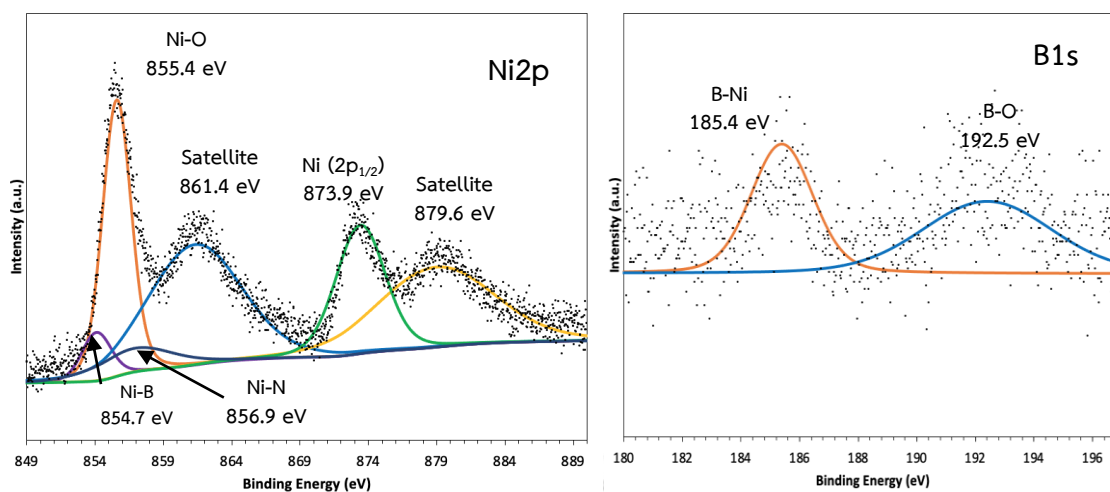 Ni-O
855.4 eV
Ni2p
Satellite
861.4 eV
Ni (2p1/2)
873.9 eV
Satellite
879.6 eV
Ni-B
854.7 eV
Ni-N
856.9 eV
Intensity (a.u.)
849 854 859 864 869 874 879 884 889
Binding Energy (eV)
B1s
B-Ni
185.4 eV
B-O
192.5 eV
Intensity (a.u.)
180 182 184 186 188 190 192 194 196
Binding Energy (eV)